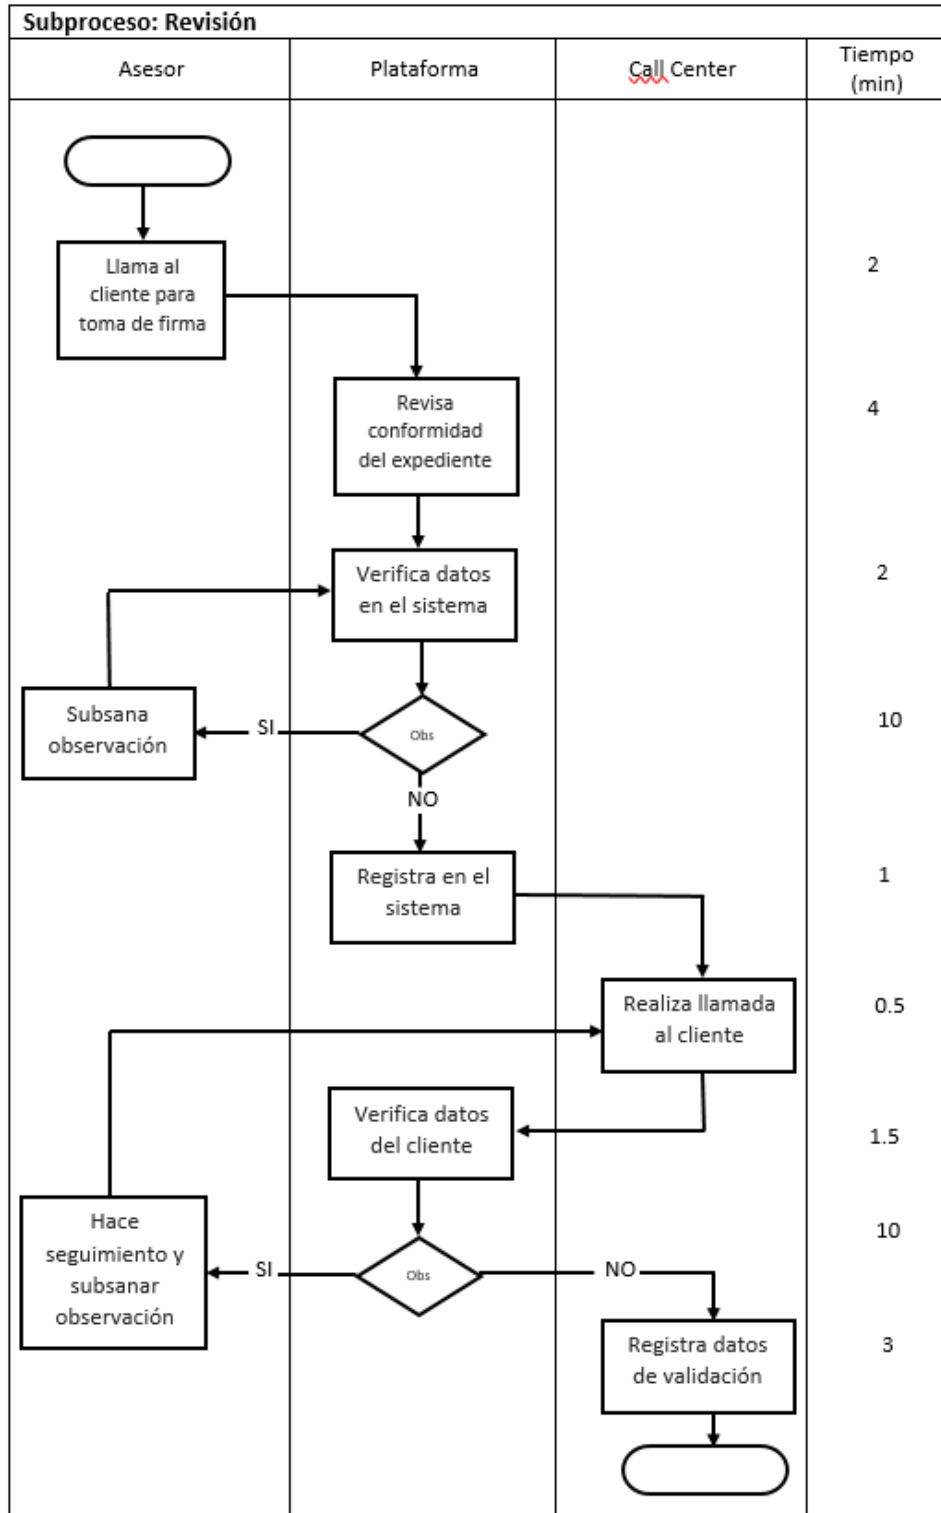 Subproceso: Revisión
Asesor
Plataforma
Call Center
Tiempo
(min)
Llama al
cliente para
toma de firma
2
Revisa
conformidad
del expediente
4
Verifica datos
en el sistema
2
Subsana
observación
SI
Obs
10
NO
Registra en el
sistema
1
Realiza llamada
al cliente
0.5
Verifica datos
del cliente
1.5
Hace
seguimiento y
subsanar
observación
10
SI
Obs
NO
Registra datos
de validación
3